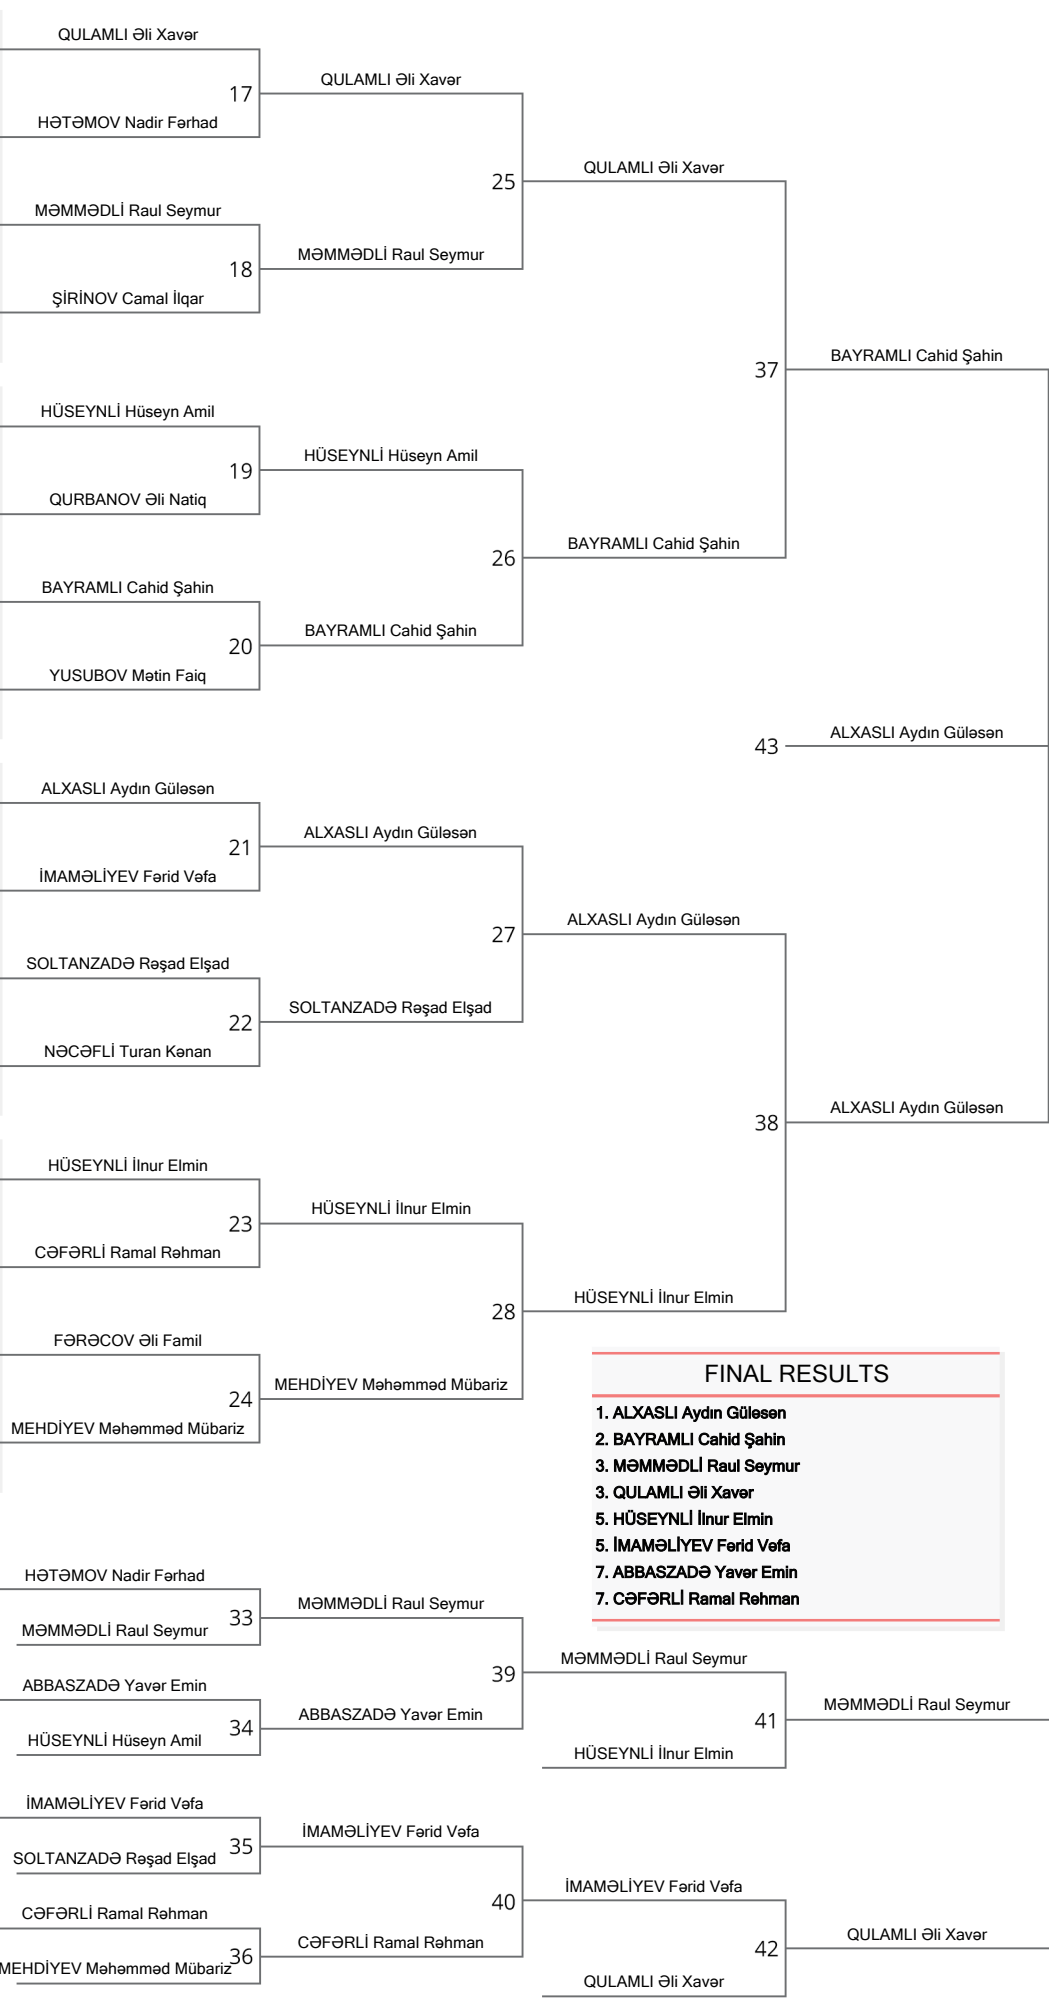 QULAMLI Əli Xavər
17
QULAMLI Əli Xavər
HƏTƏMOV Nadir Fərhad
25
QULAMLI Əli Xavər
MƏMMƏDLİ Raul Seymur
18
MƏMMƏDLİ Raul Seymur
ŞİRİNOV Camal İlqar
37
BAYRAMLI Cahid Şahin
HÜSEYNLİ Hüseyn Amil
19
HÜSEYNLİ Hüseyn Amil
QURBANOV Əli Natiq
26
BAYRAMLI Cahid Şahin
BAYRAMLI Cahid Şahin
20
BAYRAMLI Cahid Şahin
YUSUBOV Mətin Faiq
43
ALXASLI Aydın Güləsən
ALXASLI Aydın Güləsən
21
ALXASLI Aydın Güləsən
İMAMƏLİYEV Fərid Vəfa
27
ALXASLI Aydın Güləsən
SOLTANZADƏ Rəşad Elşad
22
SOLTANZADƏ Rəşad Elşad
NƏCƏFLİ Turan Kənan
38
ALXASLI Aydın Güləsən
HÜSEYNLİ İlnur Elmin
23
HÜSEYNLİ İlnur Elmin
CƏFƏRLİ Ramal Rəhman
28
HÜSEYNLİ İlnur Elmin
FƏRƏCOV Əli Famil
24
MEHDİYEV Məhəmməd Mübariz
MEHDİYEV Məhəmməd Mübariz
FINAL RESULTS
1. ALXASLI Aydın Güləsən
2. BAYRAMLI Cahid Şahin
3. MƏMMƏDLİ Raul Seymur
3. QULAMLI Əli Xavər
5. HÜSEYNLİ İlnur Elmin
5. İMAMƏLİYEV Fərid Vəfa
7. ABBASZADƏ Yavər Emin
7. CƏFƏRLİ Ramal Rəhman
HƏTƏMOV Nadir Fərhad
33
MƏMMƏDLİ Raul Seymur
MƏMMƏDLİ Raul Seymur
39
MƏMMƏDLİ Raul Seymur
ABBASZADƏ Yavər Emin
34
ABBASZADƏ Yavər Emin
HÜSEYNLİ Hüseyn Amil
41
MƏMMƏDLİ Raul Seymur
HÜSEYNLİ İlnur Elmin
İMAMƏLİYEV Fərid Vəfa
35
İMAMƏLİYEV Fərid Vəfa
SOLTANZADƏ Rəşad Elşad
40
İMAMƏLİYEV Fərid Vəfa
CƏFƏRLİ Ramal Rəhman
36
CƏFƏRLİ Ramal Rəhman
MEHDİYEV Məhəmməd Mübariz
42
QULAMLI Əli Xavər
QULAMLI Əli Xavər